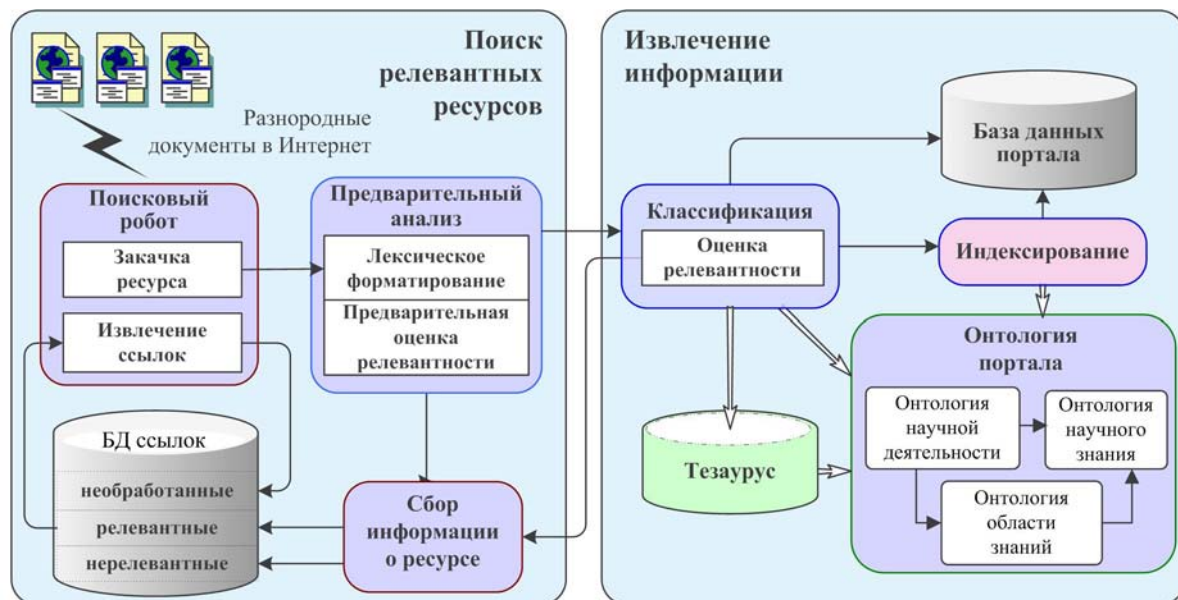 Поиск
релевантных
ресурсов
Разнородные
документы в Интернет
Поисковый
робот
Закачка
ресурса
Извлечение
ссылок
Предварительный
анализ
Лексическое
форматирование
Предварительная
оценка
релевантности
БД ссылок
необработанные
релевантные
нерелевантные
Сбор
информации
о ресурсе
Извлечение
информации
Классификация
Оценка
релевантности
База данных
портала
Индексирование
Тезаурус
Онтология
портала
Онтология
научной
деятельности
Онтология
научного
знания
Онтология
области
знаний